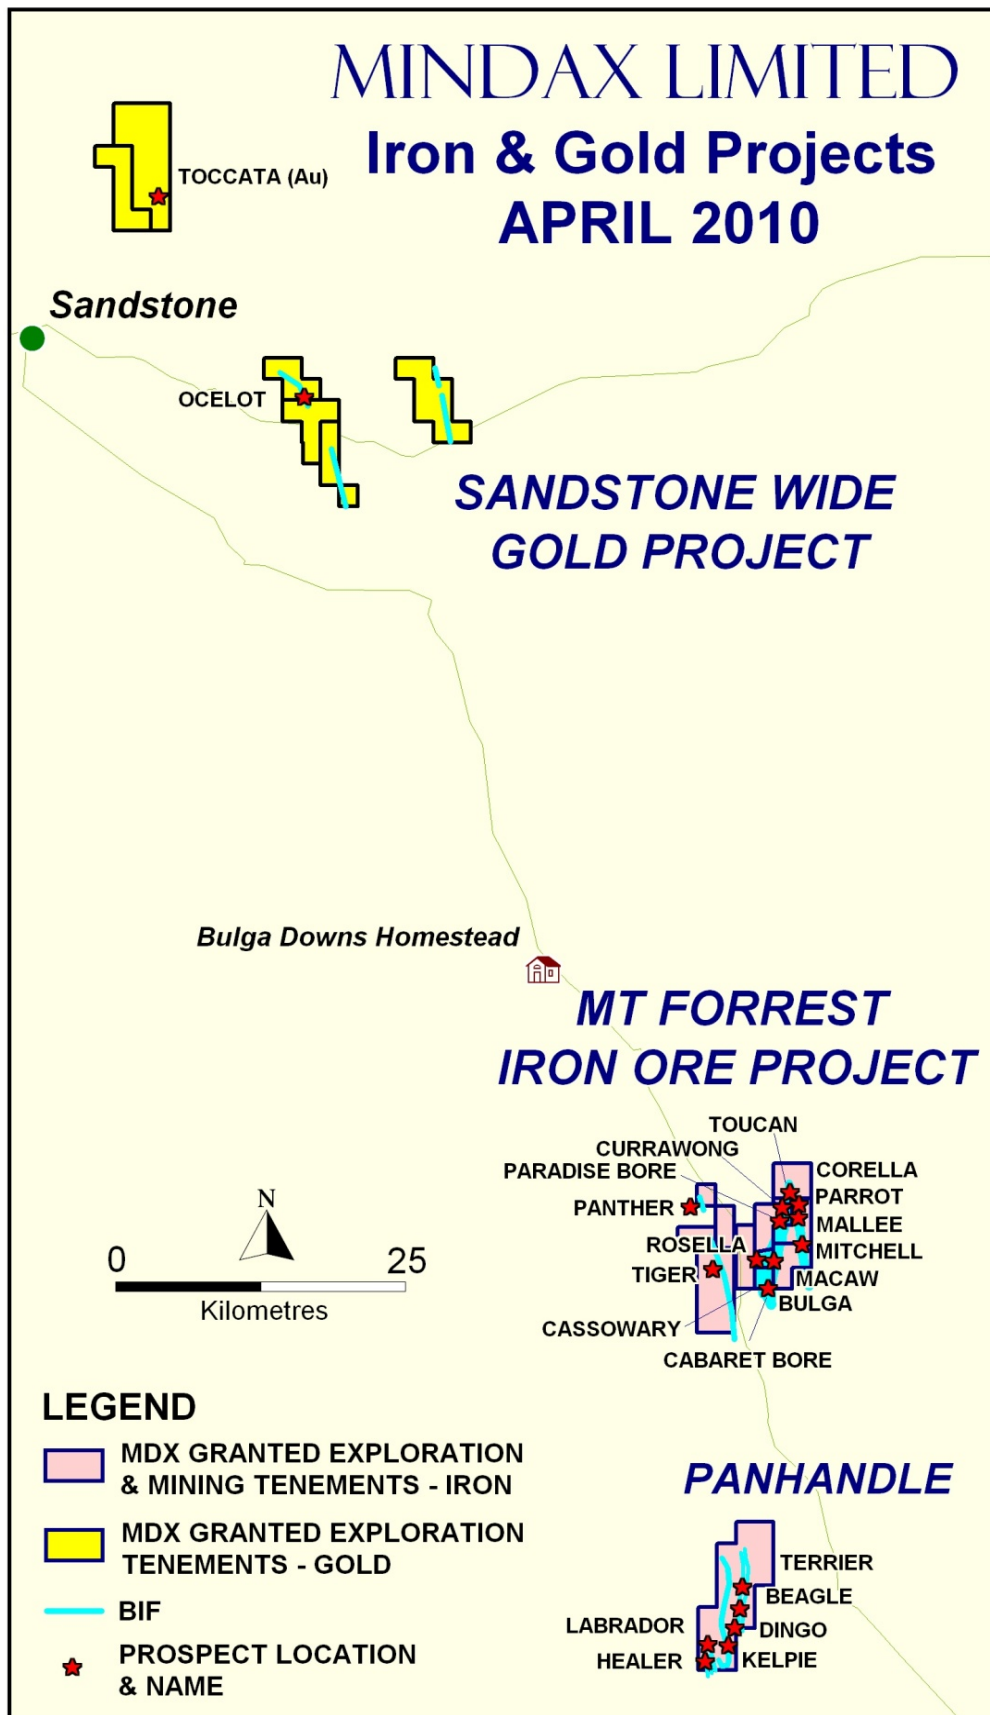 MINDAX LIMITED
Iron & Gold Projects
APRIL 2010
TOCCATA (Au)
Sandstone
OCELOT
SANDSTONE WIDE
GOLD PROJECT
Bulga Downs Homestead
MT FORREST
IRON ORE PROJECT
TOUCAN
CURRAWONG
PARADISE BORE
CORELLA
PANTHER
PARROT
MALLEE
ROSELLA
MITCHELL
TIGER
MACAW
BULGA
CASSOWARY
CABARET BORE
N
0 25
Kilometres
LEGEND
MDX GRANTED EXPLORATION
& MINING TENEMENTS - IRON
MDX GRANTED EXPLORATION
TENEMENTS - GOLD
BIF
PROSPECT LOCATION
& NAME
PANHANDLE
TERRIER
BEAGLE
LABRADOR
DINGO
HEALER
KELPIE